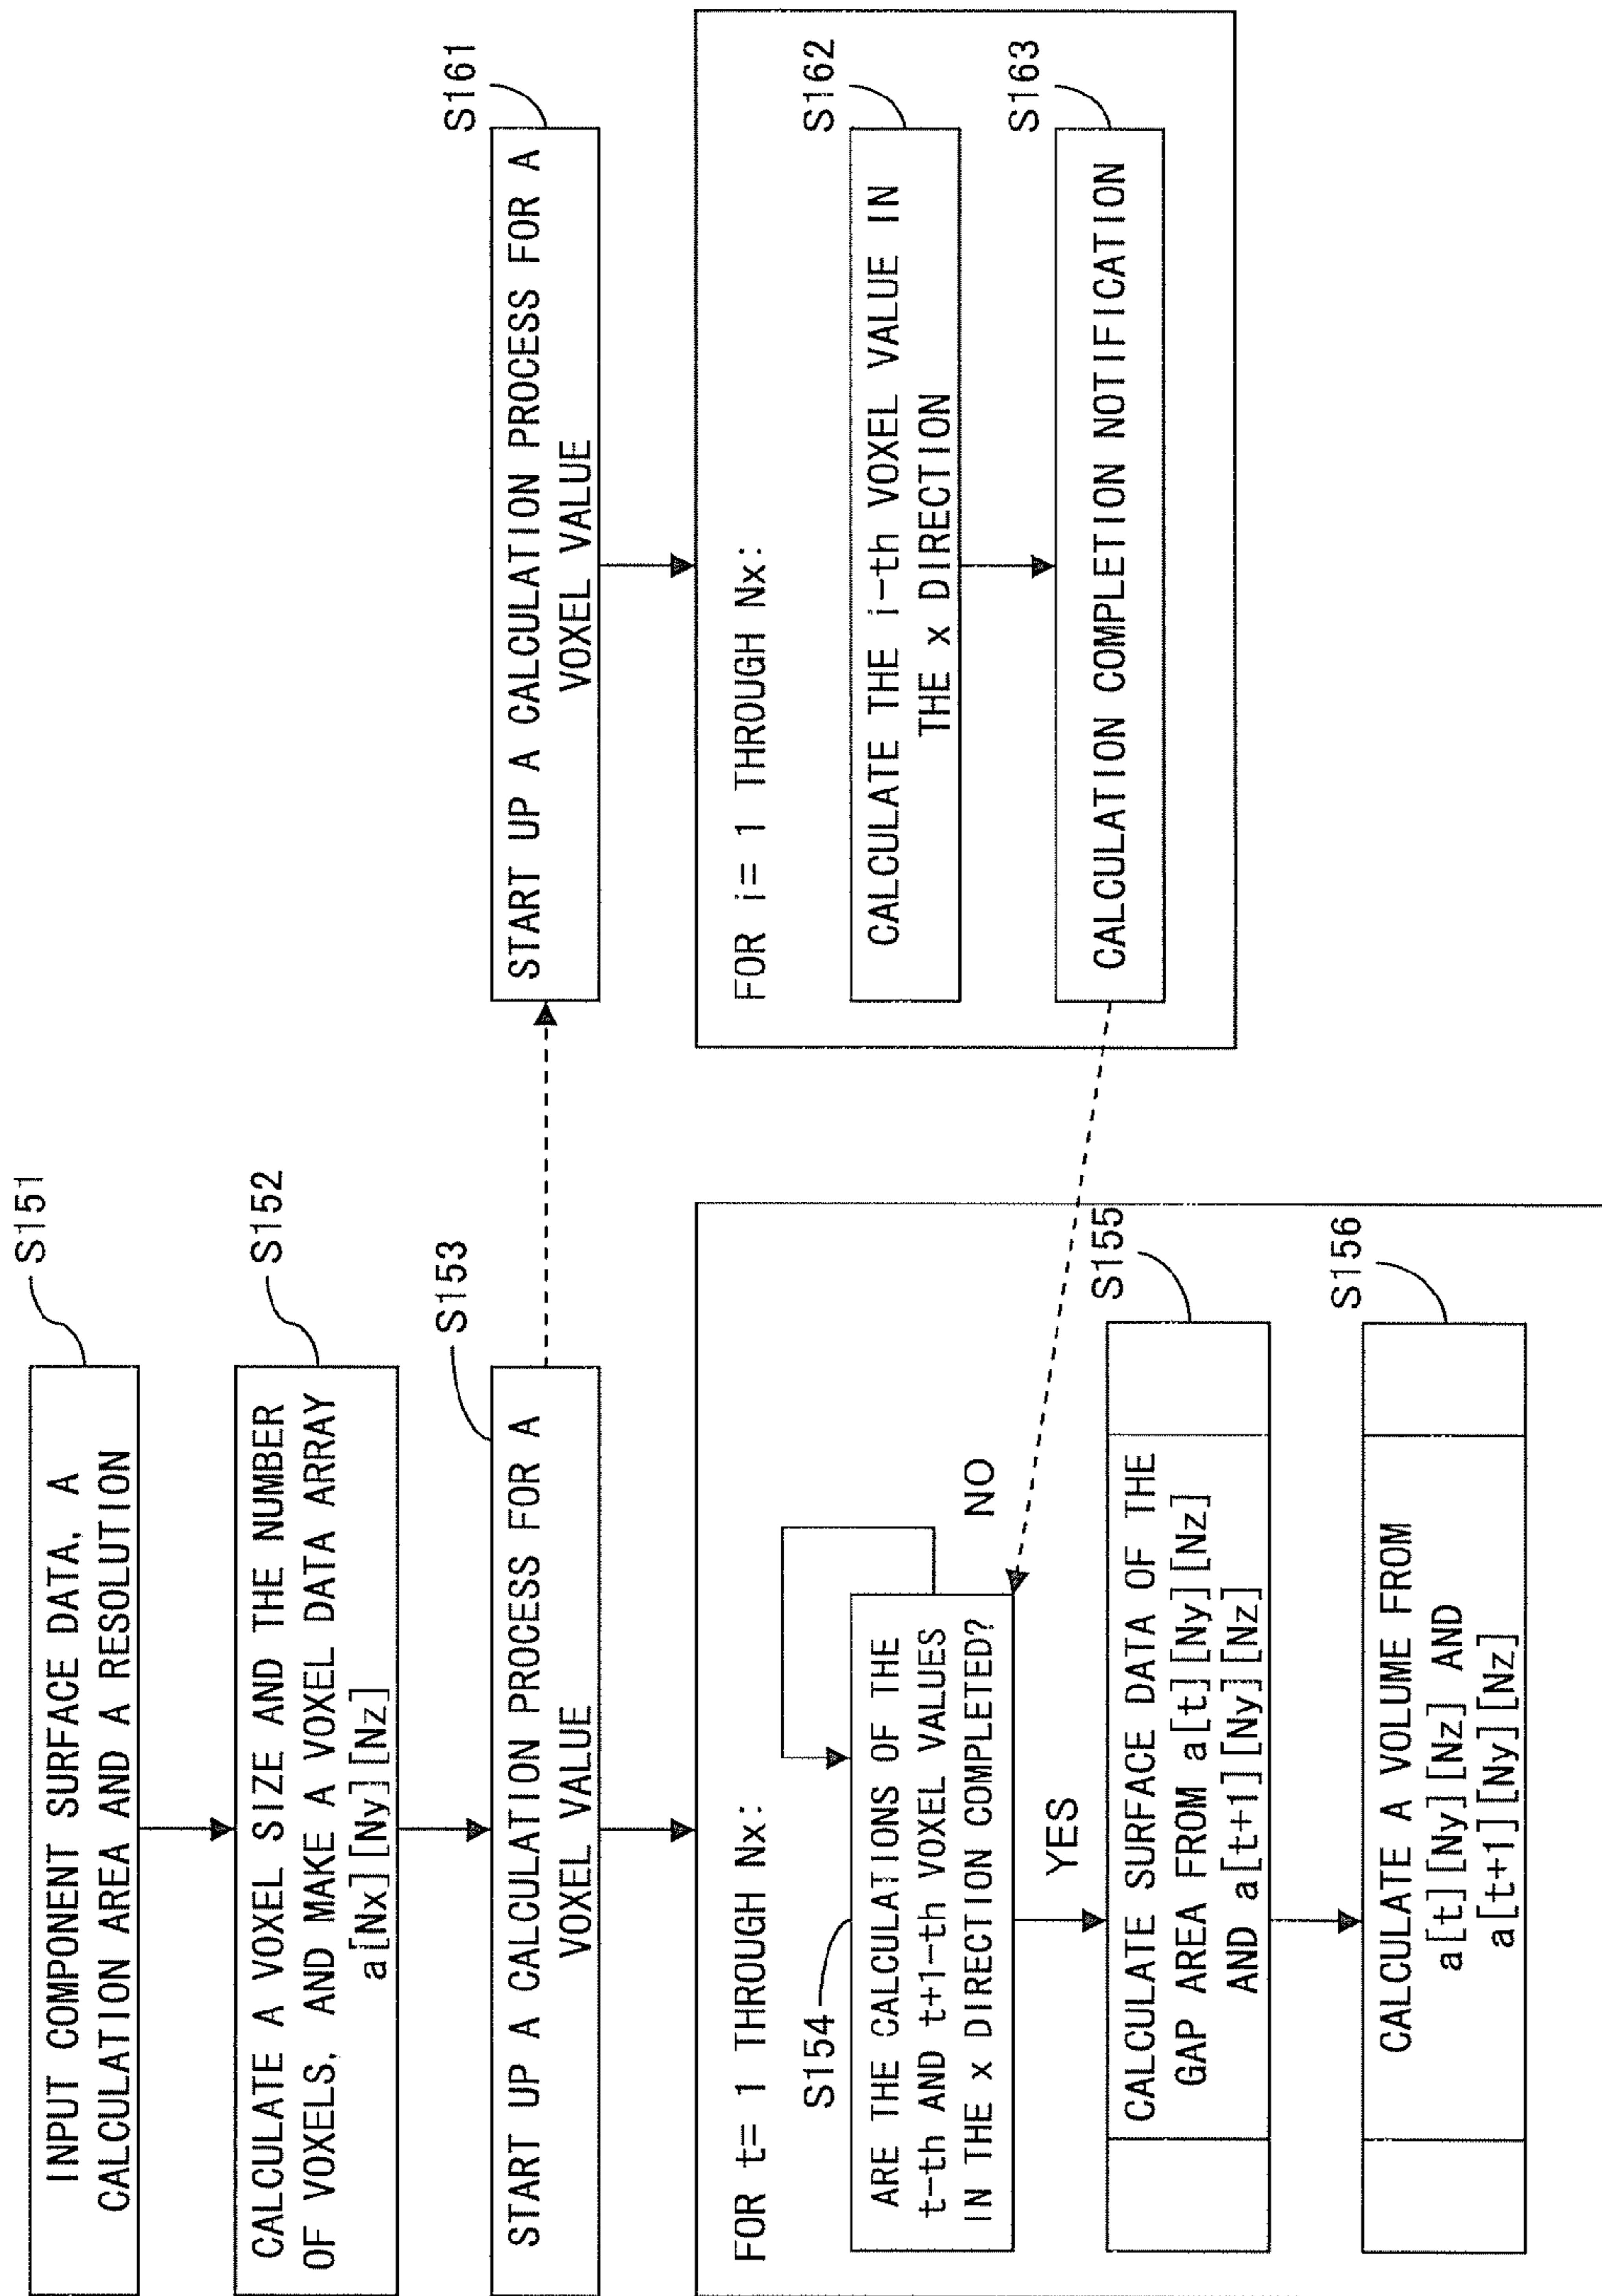 S151
INPUT COMPONENT SURFACE DATA, A
CALCULATION AREA AND A RESOLUTION
S152
CALCULATE A VOXEL SIZE AND THE NUMBER
OF VOXELS, AND MAKE A VOXEL DATA ARRAY
a[Nx][Ny][Nz]
S153
START UP A CALCULATION PROCESS FOR A
VOXEL VALUE
FOR t= 1 THROUGH Nx:
S154
ARE THE CALCULATIONS OF THE
t-th AND t+1-th VOXEL VALUES
IN THE x DIRECTION COMPLETED?
NO
YES
S155
CALCULATE SURFACE DATA OF THE
GAP AREA FROM a[t][Ny][Nz]
AND a[t+1][Ny][Nz]
S156
CALCULATE A VOLUME FROM
a[t][Ny][Nz] AND
a[t+1][Ny][Nz]
S161
START UP A CALCULATION PROCESS FOR A
VOXEL VALUE
FOR i= 1 THROUGH Nx:
S162
CALCULATE THE i-th VOXEL VALUE IN
THE x DIRECTION
S163
CALCULATION COMPLETION NOTIFICATION